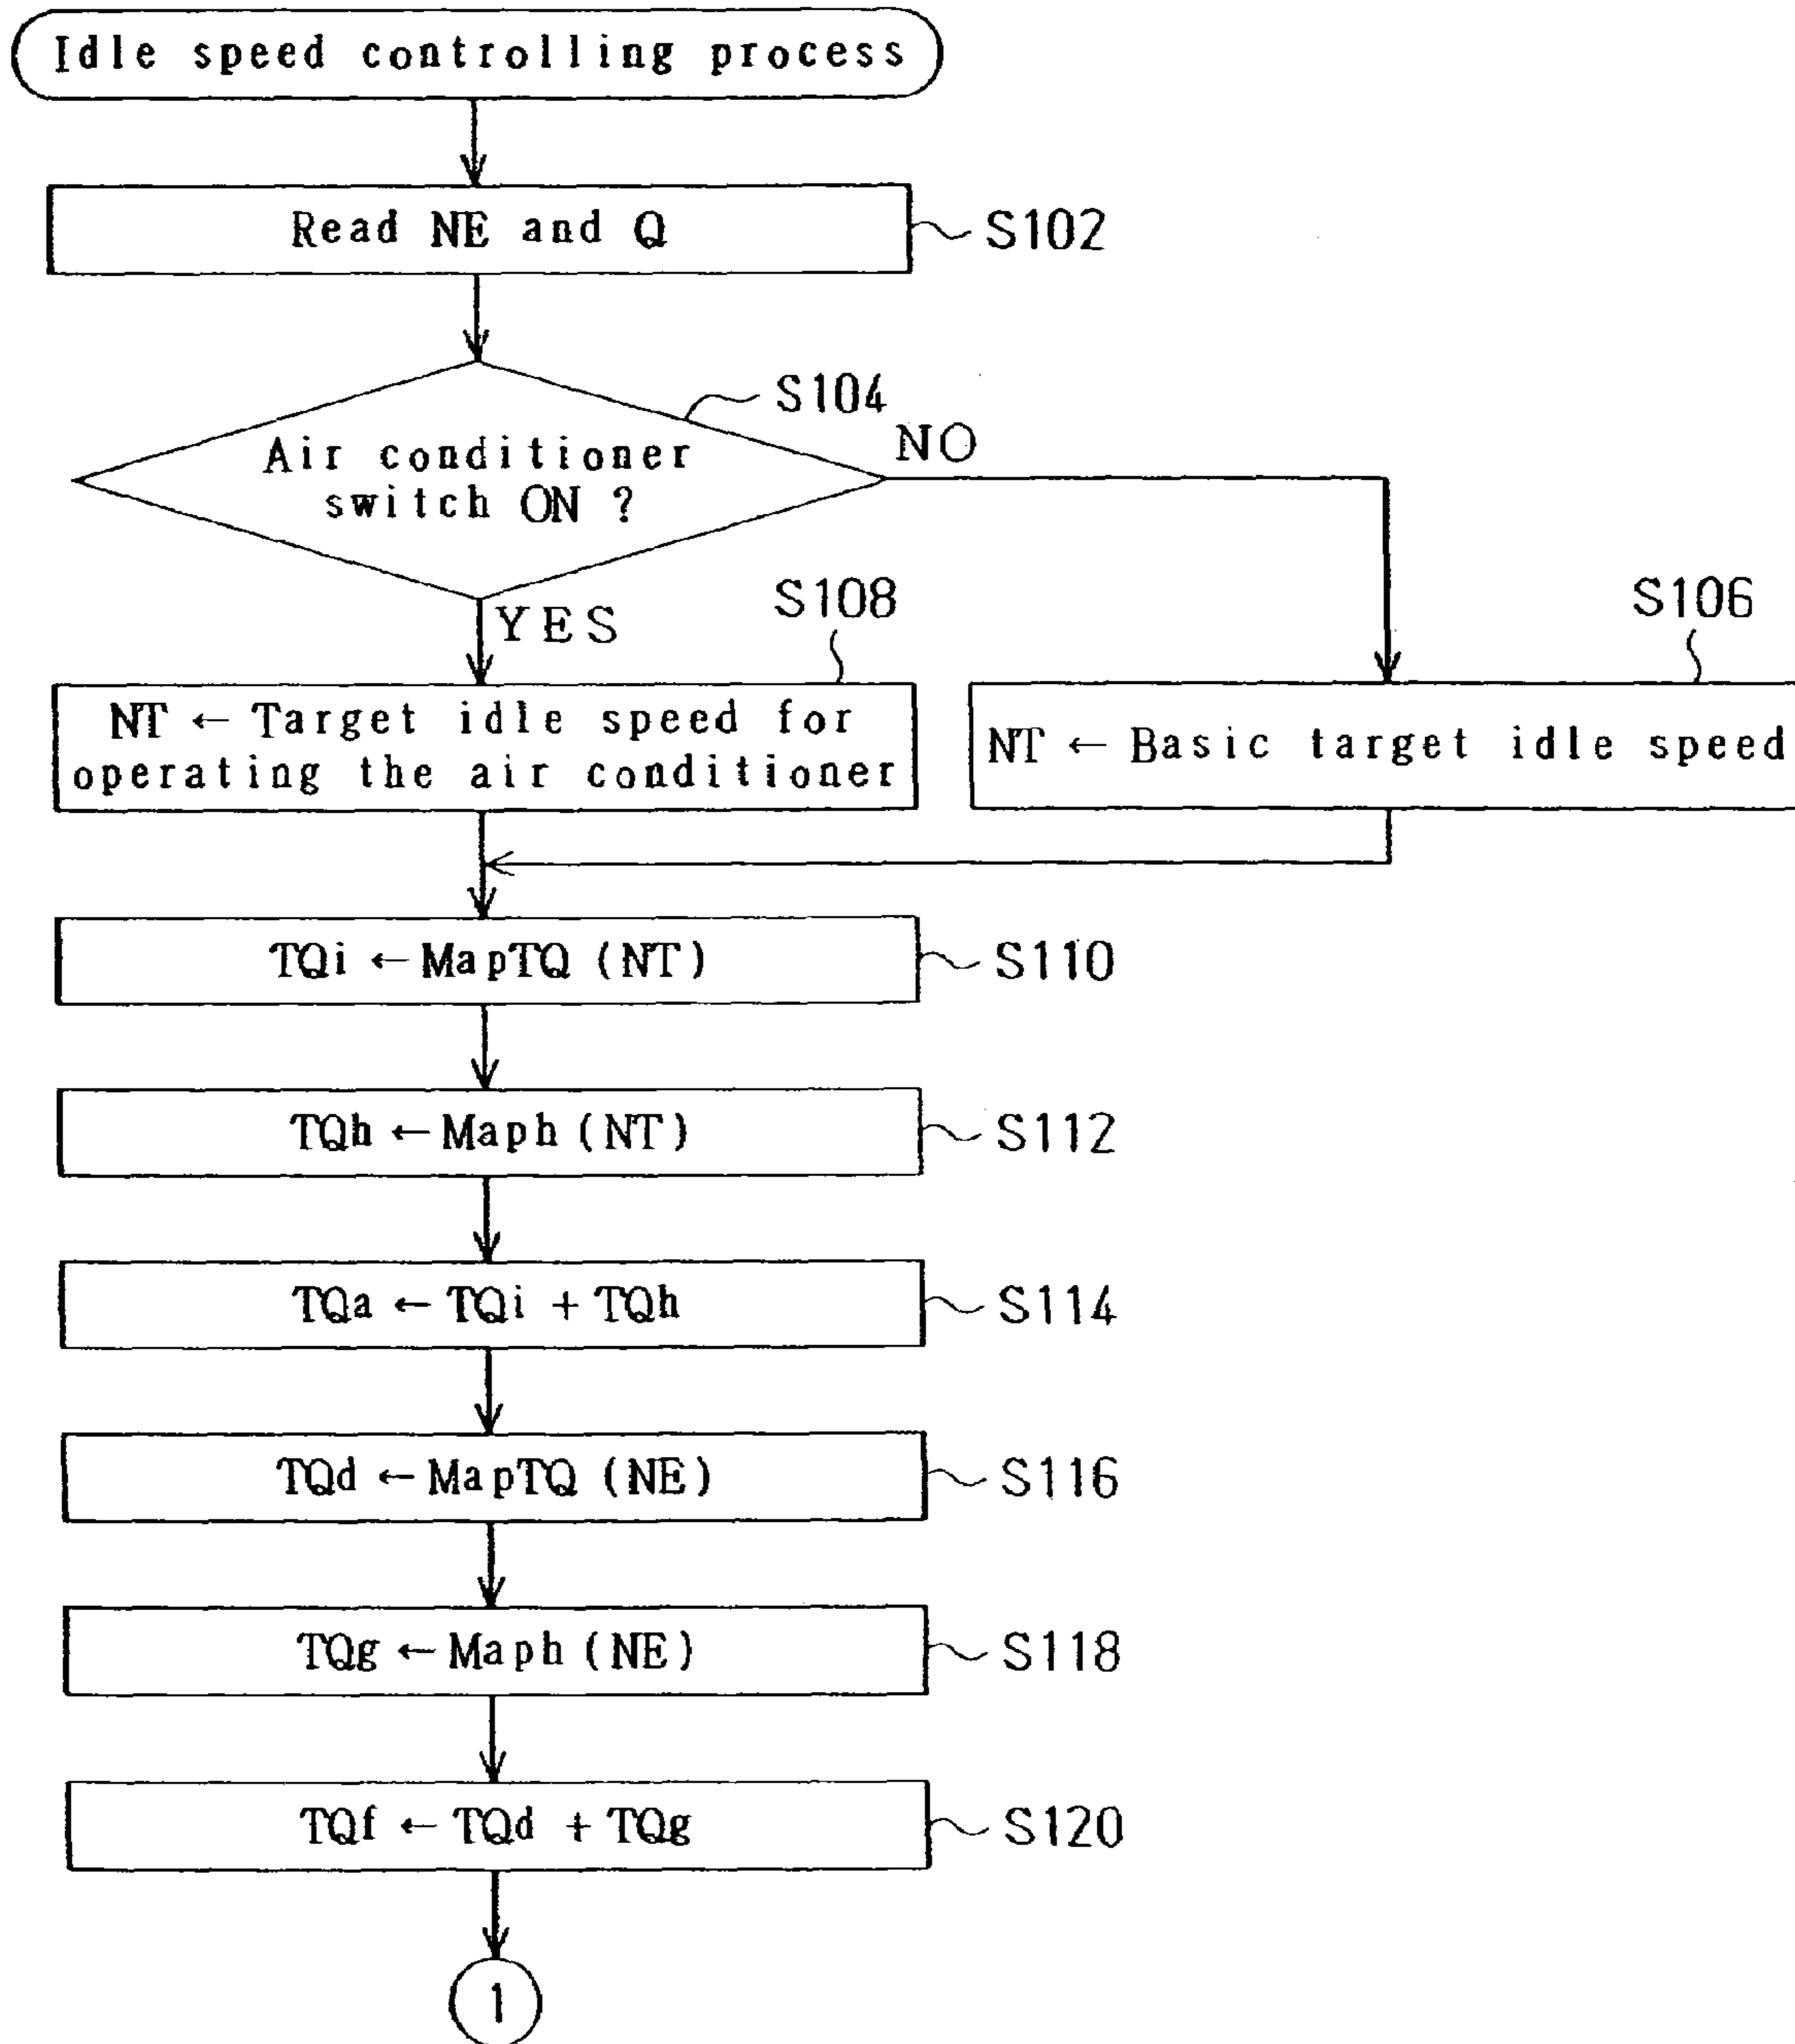 Idle speed controlling process
Read NE and Q
S102
S104
Air conditioner
switch ON ?
NO
YES
S108
S106
NT ← Target idle speed for
operating the air conditioner
NT ← Basic target idle speed
TQi ← MapTQ (NT)
S110
TQh ← Maph (NT)
S112
TQa ← TQi + TQh
S114
TQd ← MapTQ (NE)
S116
TQg ← Maph (NE)
S118
TQf ← TQd + TQg
S120
1